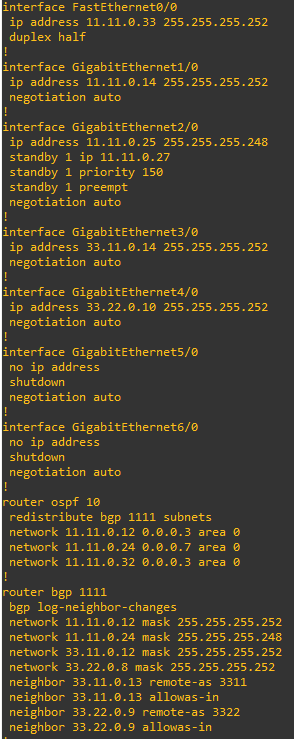 interface FastEthernet0/0
ip address 11.11.0.33 255.255.255.252
duplex half
!
interface GigabitEthernet1/0
ip address 11.11.0.14 255.255.255.252
negotiation auto
!
interface GigabitEthernet2/0
ip address 11.11.0.25 255.255.255.248
standby 1 ip 11.11.0.27
standby 1 priority 150
standby 1 preempt
negotiation auto
!
interface GigabitEthernet3/0
ip address 33.11.0.14 255.255.255.252
negotiation auto
!
interface GigabitEthernet4/0
ip address 33.22.0.10 255.255.255.252
negotiation auto
!
interface GigabitEthernet5/0
no ip address
shutdown
negotiation auto
!
interface GigabitEthernet6/0
no ip address
shutdown
negotiation auto
!
router ospf 10
redistribute bgp 1111 subnets
network 11.11.0.12 0.0.0.3 area 0
network 11.11.0.24 0.0.0.7 area 0
network 11.11.0.32 0.0.0.3 area 0
!
router bgp 1111
bgp log-neighbor-changes
network 11.11.0.12 mask 255.255.255.252
network 11.11.0.24 mask 255.255.255.248
network 33.11.0.12 mask 255.255.255.252
network 33.22.0.8 mask 255.255.255.252
neighbor 33.11.0.13 remote-as 3311
neighbor 33.11.0.13 allowas-in
neighbor 33.22.0.9 remote-as 3322
neighbor 33.22.0.9 allowas-in